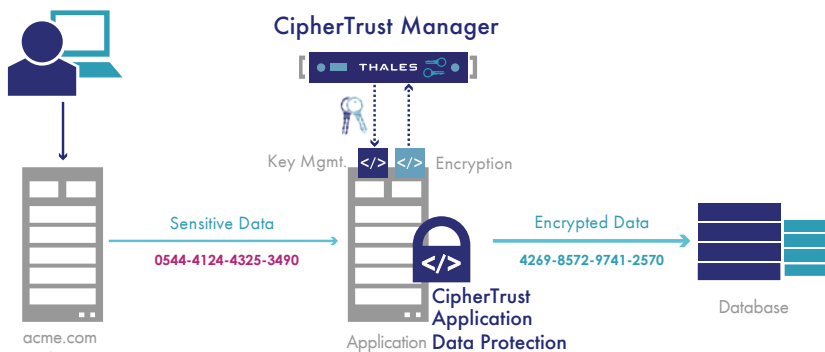 CipherTrust Manager
THALES
Key Mgmt.
</>
</>
Encryption
Sensitive Data
0544-4124-4325-3490
Encrypted Data
4269-8572-9741-2570
</>
acme.com
Application
CipherTrust
Application
Data Protection
Database